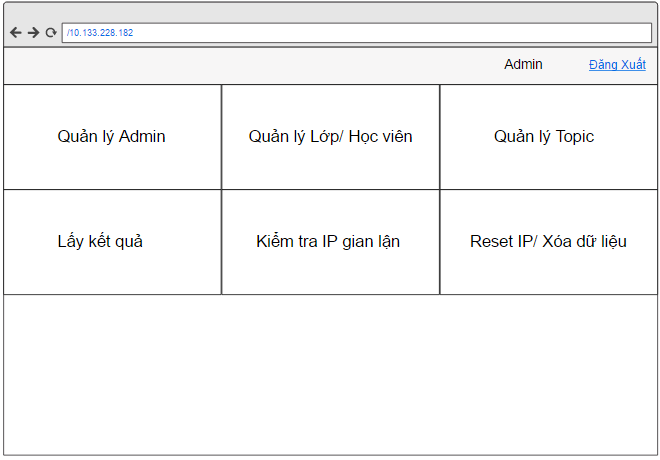 /10.133.228.182
Admin Đăng Xuất
Quản lý Admin Quản lý Lớp/ Học viên Quản lý Topic
Lấy kết quả Kiểm tra IP gian lận Reset IP/ Xóa dữ liệu